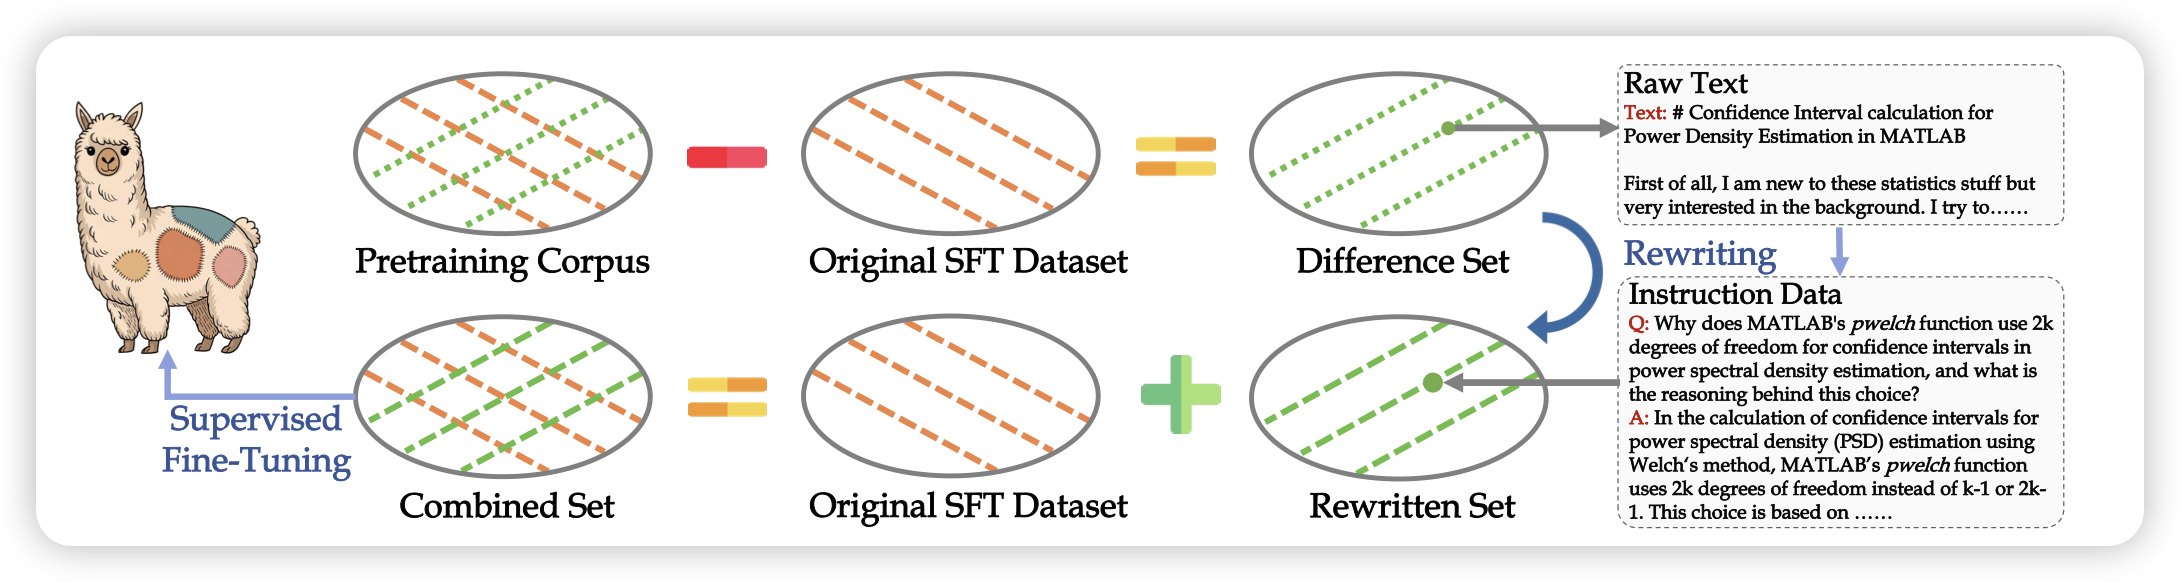 Pretraining Corpus
Original SFT Dataset
Difference Set
Raw Text
Text: # Confidence Interval calculation for
Power Density Estimation in MATLAB
First of all, I am new to these statistics stuff but
very interested in the background. I try to……
Rewriting
Instruction Data
Q: Why does MATLAB's pwelch function use 2k
degrees of freedom for confidence intervals in
power spectral density estimation, and what is
the reasoning behind this choice?
A: In the calculation of confidence intervals for
power spectral density (PSD) estimation using
Welch‘s method, MATLAB’s pwelch function
uses 2k degrees of freedom instead of k-1 or 2k-
1. This choice is based on ……
Supervised
Fine-Tuning
Combined Set
Original SFT Dataset
Rewritten Set